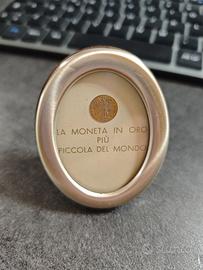 LA MONETA IN ORO
PIÙ
PICCOLA DEL MONDO